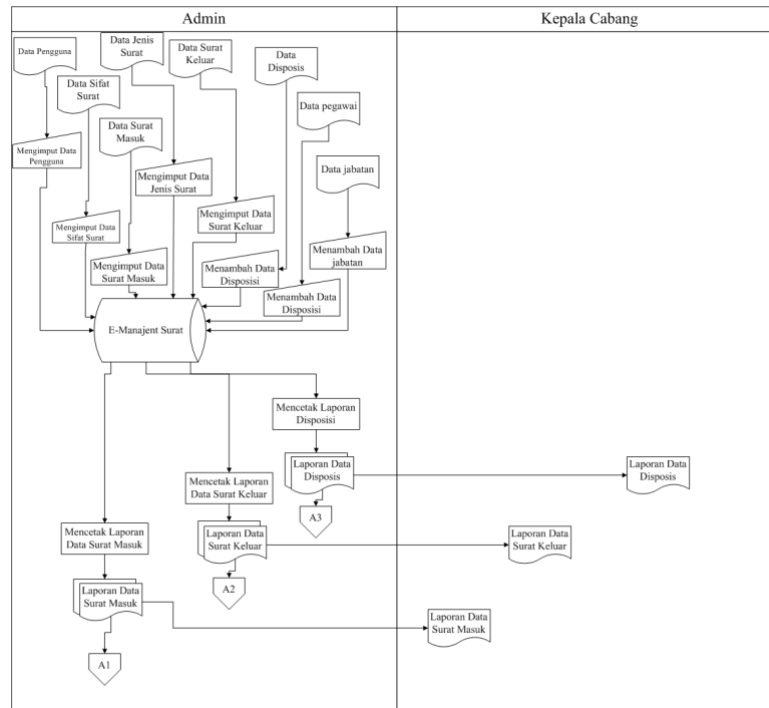 Admin
Kepala Cabang
Data Pengguna
Data Jenis
Surat
Data Surat
Keluar
Data
Disposis
Data Sifat
Surat
Data pegawai
Data Surat
Masuk
Mengimput Data
Pengguna
Mengimput Data
Jenis Surat
Data jabatan
Mengimput Data
Sifat Surat
Mengimput Data
Surat Keluar
Menambah Data
jabatan
Mengimput Data
Surat Masuk
Menambah Data
Disposisi
Menambah Data
Disposisi
E-Manajent Surat
Mencetak Laporan
Disposisi
Laporan Data
Disposis
Laporan Data
Disposis
Mencetak Laporan
Data Surat Keluar
A3
Mencetak Laporan
Data Surat Masuk
Laporan Data
Surat Keluar
Laporan Data
Surat Keluar
A2
Laporan Data
Surat Masuk
Laporan Data
Surat Masuk
A1